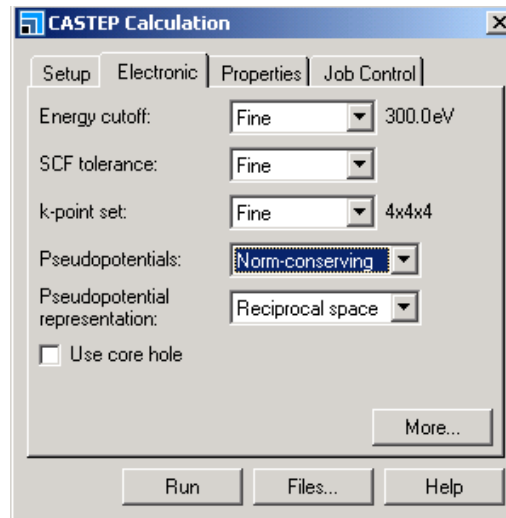 CASTEP Calculation
Setup Electronic Properties Job Control
Energy cutoff: Fine 300.0eV
SCF tolerance: Fine
k-point set: Fine 4x4x4
Pseudopotentials: Norm-conserving
Pseudopotential
representation: Reciprocal space
Use core hole
More...
Run Files... Help